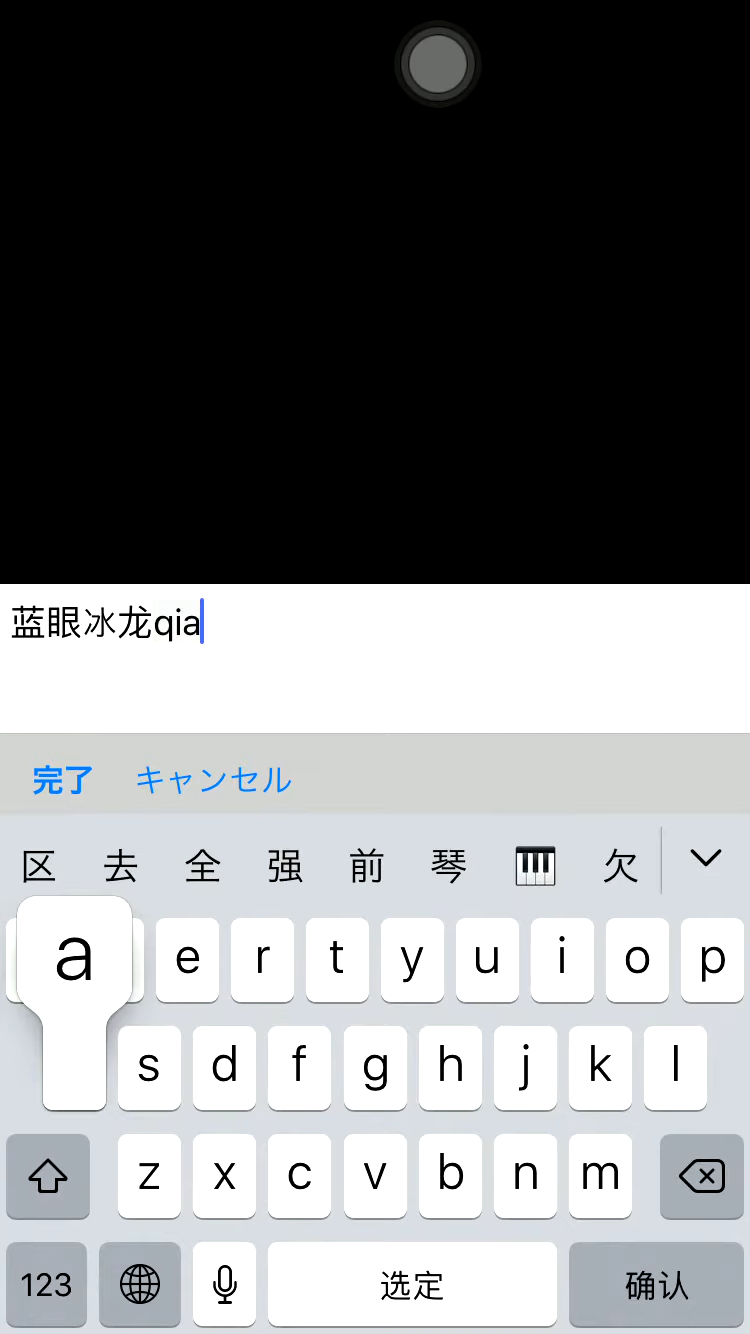 蓝眼冰龙qia
完了 キャンセル
区 去 全 强 前 琴 🎹 欠
a e r t y u i o p
s d f g h j k l
z x c v b n m
123 选定 确认